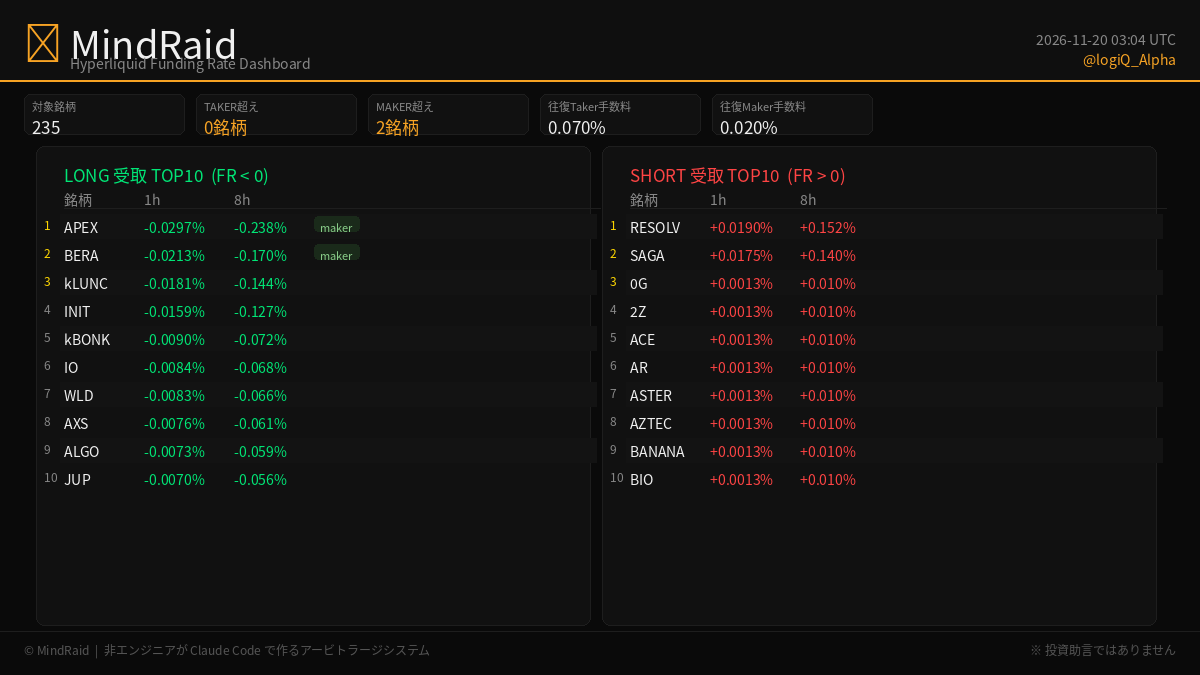 MindRaid
Hyperliquid Funding Rate Dashboard
2026-11-20 03:04 UTC
@logiQ_Alpha
対象銘柄
235
TAKER超え
0銘柄
MAKER超え
2銘柄
往復Taker手数料
0.070%
往復Maker手数料
0.020%
LONG 受取 TOP10 (FR < 0)
銘柄 1h 8h
1 APEX -0.0297% -0.238% maker
2 BERA -0.0213% -0.170% maker
3 kLUNC -0.0181% -0.144%
4 INIT -0.0159% -0.127%
5 kBONK -0.0090% -0.072%
6 IO -0.0084% -0.068%
7 WLD -0.0083% -0.066%
8 AXS -0.0076% -0.061%
9 ALGO -0.0073% -0.059%
10 JUP -0.0070% -0.056%
SHORT 受取 TOP10 (FR > 0)
銘柄 1h 8h
1 RESOLV +0.0190% +0.152%
2 SAGA +0.0175% +0.140%
3 0G +0.0013% +0.010%
4 2Z +0.0013% +0.010%
5 ACE +0.0013% +0.010%
6 AR +0.0013% +0.010%
7 ASTER +0.0013% +0.010%
8 AZTEC +0.0013% +0.010%
9 BANANA +0.0013% +0.010%
10 BIO +0.0013% +0.010%
© MindRaid | 非エンジニアが Claude Code で作るアービトラージシステム
※ 投資助言ではありません